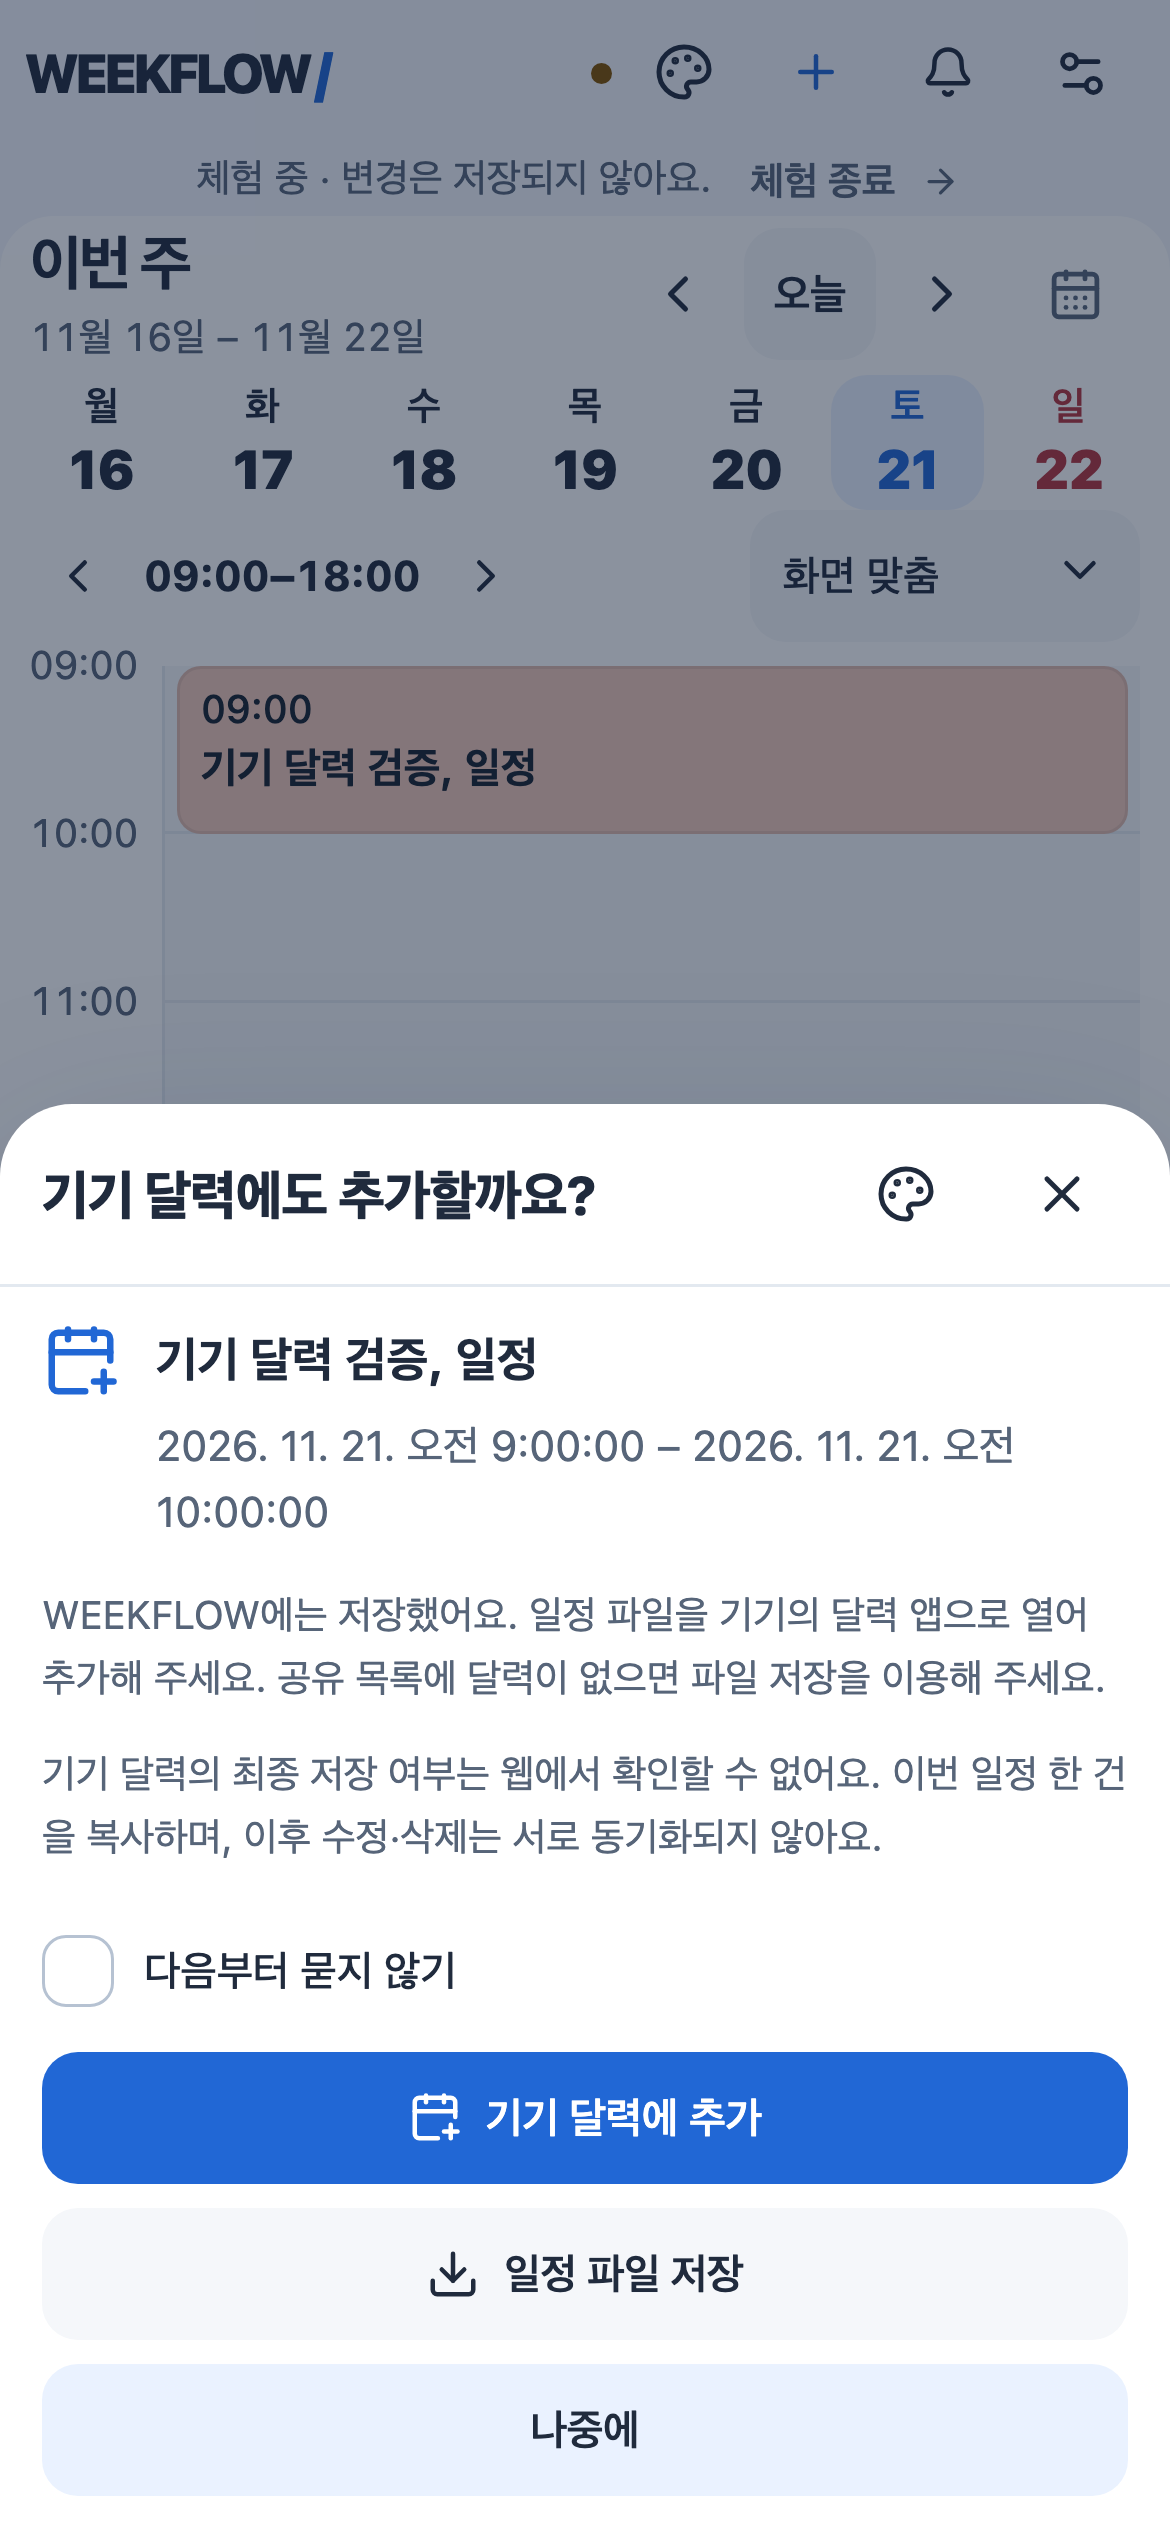 WEEKFLOW/
체험 중 · 변경은 저장되지 않아요. 체험 종료 →
이번 주
오늘
11월 16일 – 11월 22일
월 화 수 목 금 토 일
16 17 18 19 20 21 22
09:00–18:00
화면 맞춤
09:00
09:00
기기 달력 검증, 일정
10:00
11:00
기기 달력에도 추가할까요?
기기 달력 검증, 일정
2026. 11. 21. 오전 9:00:00 – 2026. 11. 21. 오전
10:00:00
WEEKFLOW에는 저장했어요. 일정 파일을 기기의 달력 앱으로 열어
추가해 주세요. 공유 목록에 달력이 없으면 파일 저장을 이용해 주세요.
기기 달력의 최종 저장 여부는 웹에서 확인할 수 없어요. 이번 일정 한 건
을 복사하며, 이후 수정·삭제는 서로 동기화되지 않아요.
다음부터 묻지 않기
기기 달력에 추가
일정 파일 저장
나중에